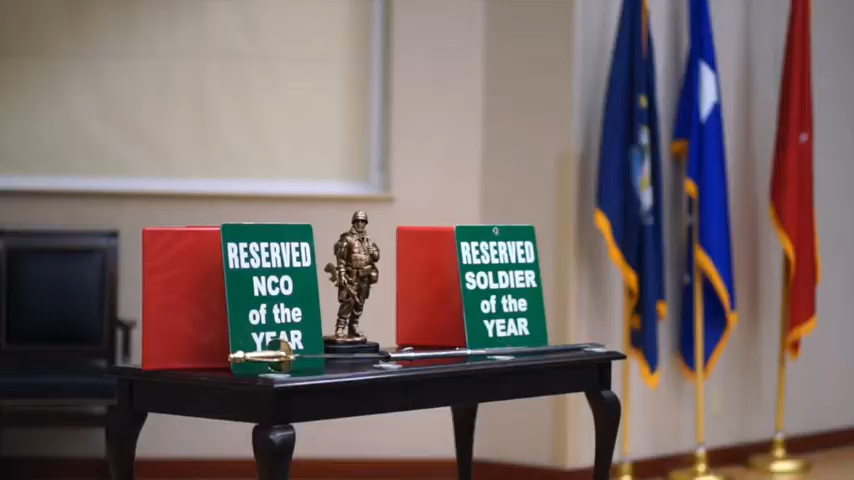 RESERVED
NCO
of the
YEAR
RESERVED
SOLDIER
of the
YEAR